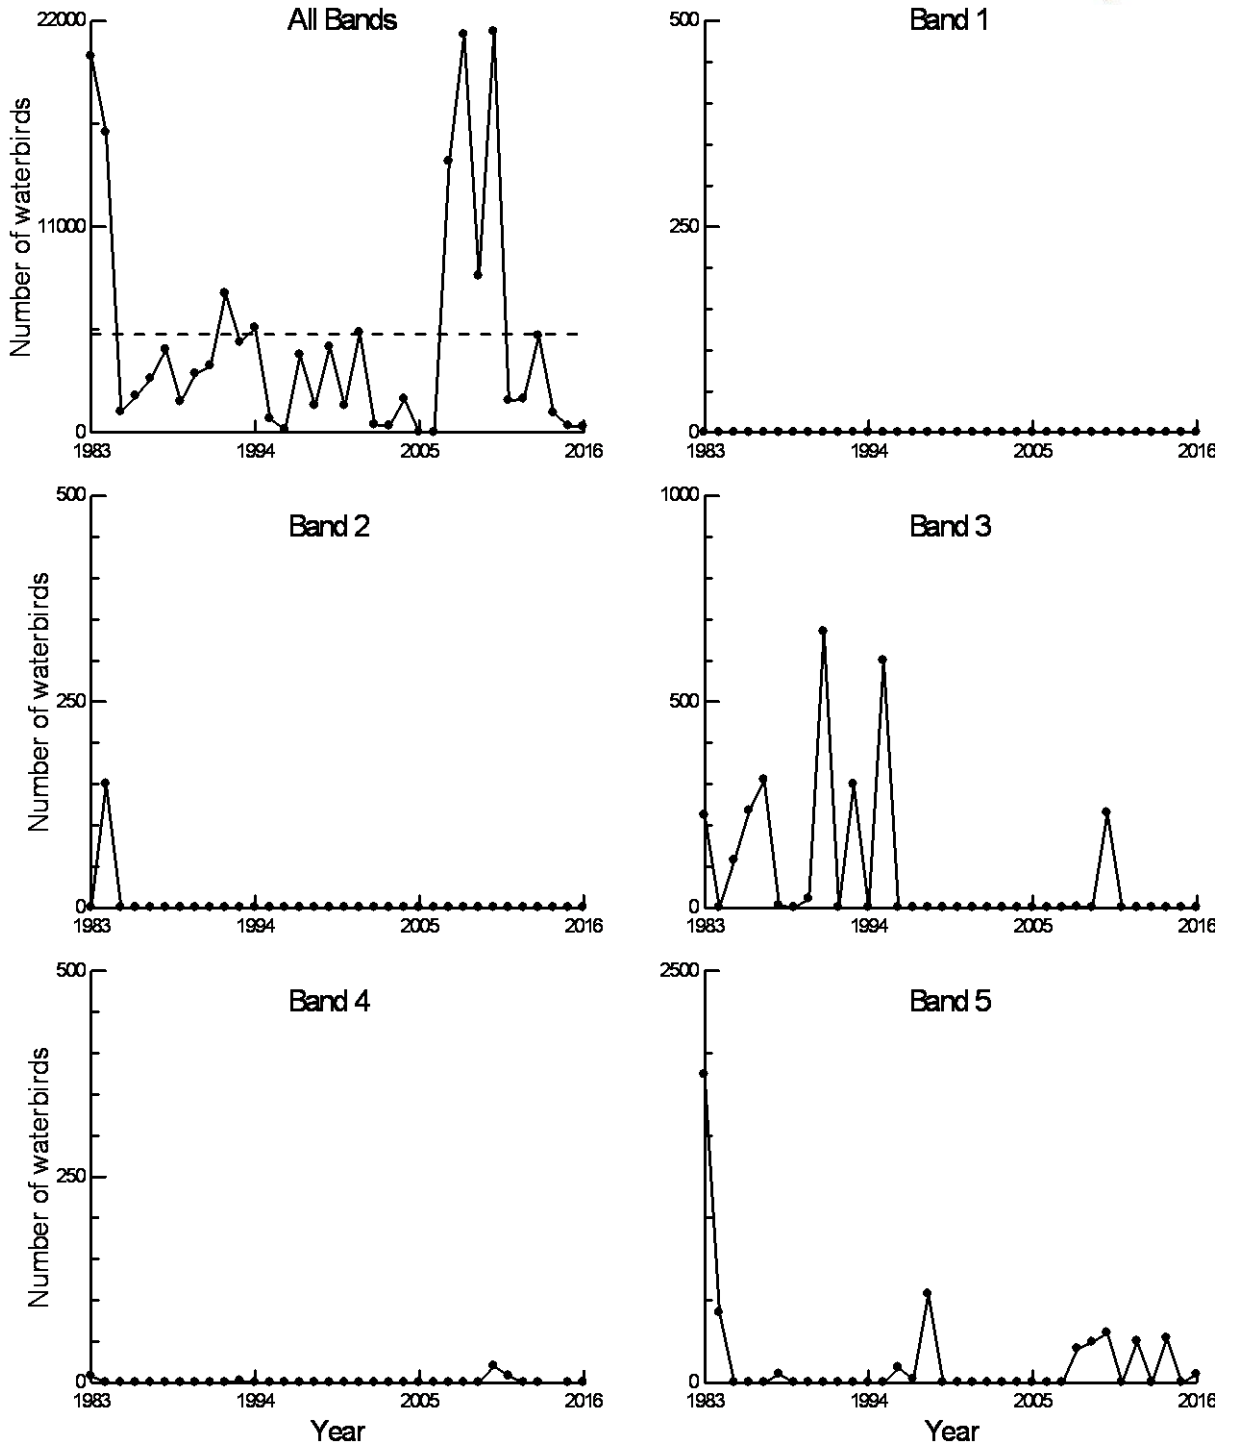 All Bands
Number of waterbirds
22000
11000
0
1983 1994 2005 2016
Band 1
500
250
0
1983 1994 2005 2016
Band 2
Number of waterbirds
500
250
0
1983 1994 2005 2016
Band 3
1000
500
0
1983 1994 2005 2016
Band 4
Number of waterbirds
500
250
0
1983 1994 2005 2016
Year
Band 5
2500
0
1983 1994 2005 2016
Year